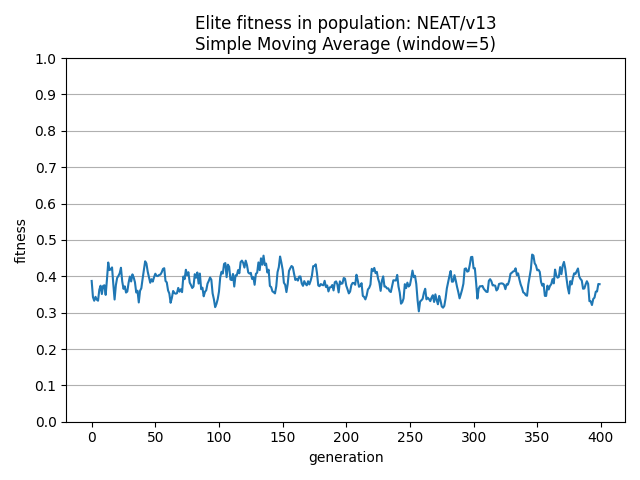 Elite fitness in population: NEAT/v13
Simple Moving Average (window=5)
1.0
0.9
0.8
0.7
0.6
0.5
0.4
0.3
0.2
0.1
0.0
fitness
0 50 100 150 200 250 300 350 400
generation